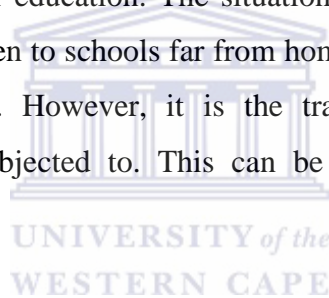 education. The situation
en to schools far from hom
. However, it is the tra
bjected to. This can be
UNIVERSITY of the
WESTERN CAPE